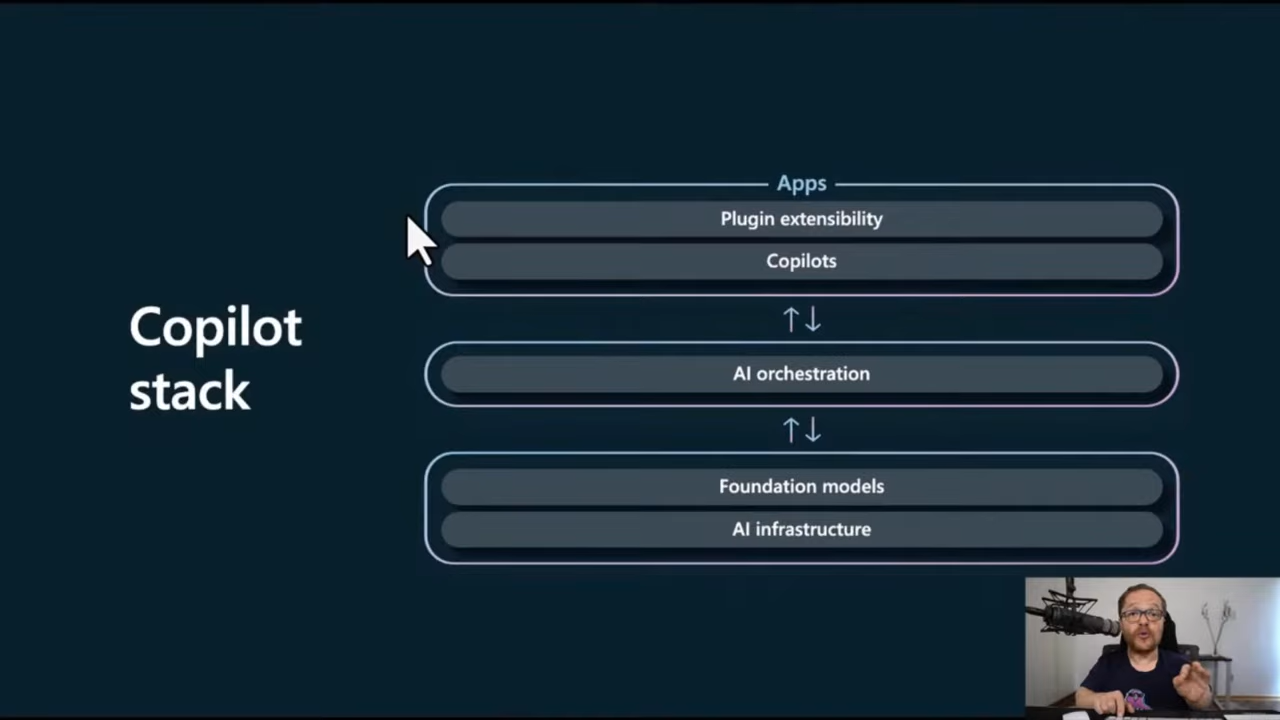 Copilot
stack
Apps
Plugin extensibility
Copilots
↑↓
AI orchestration
↑↓
Foundation models
AI infrastructure